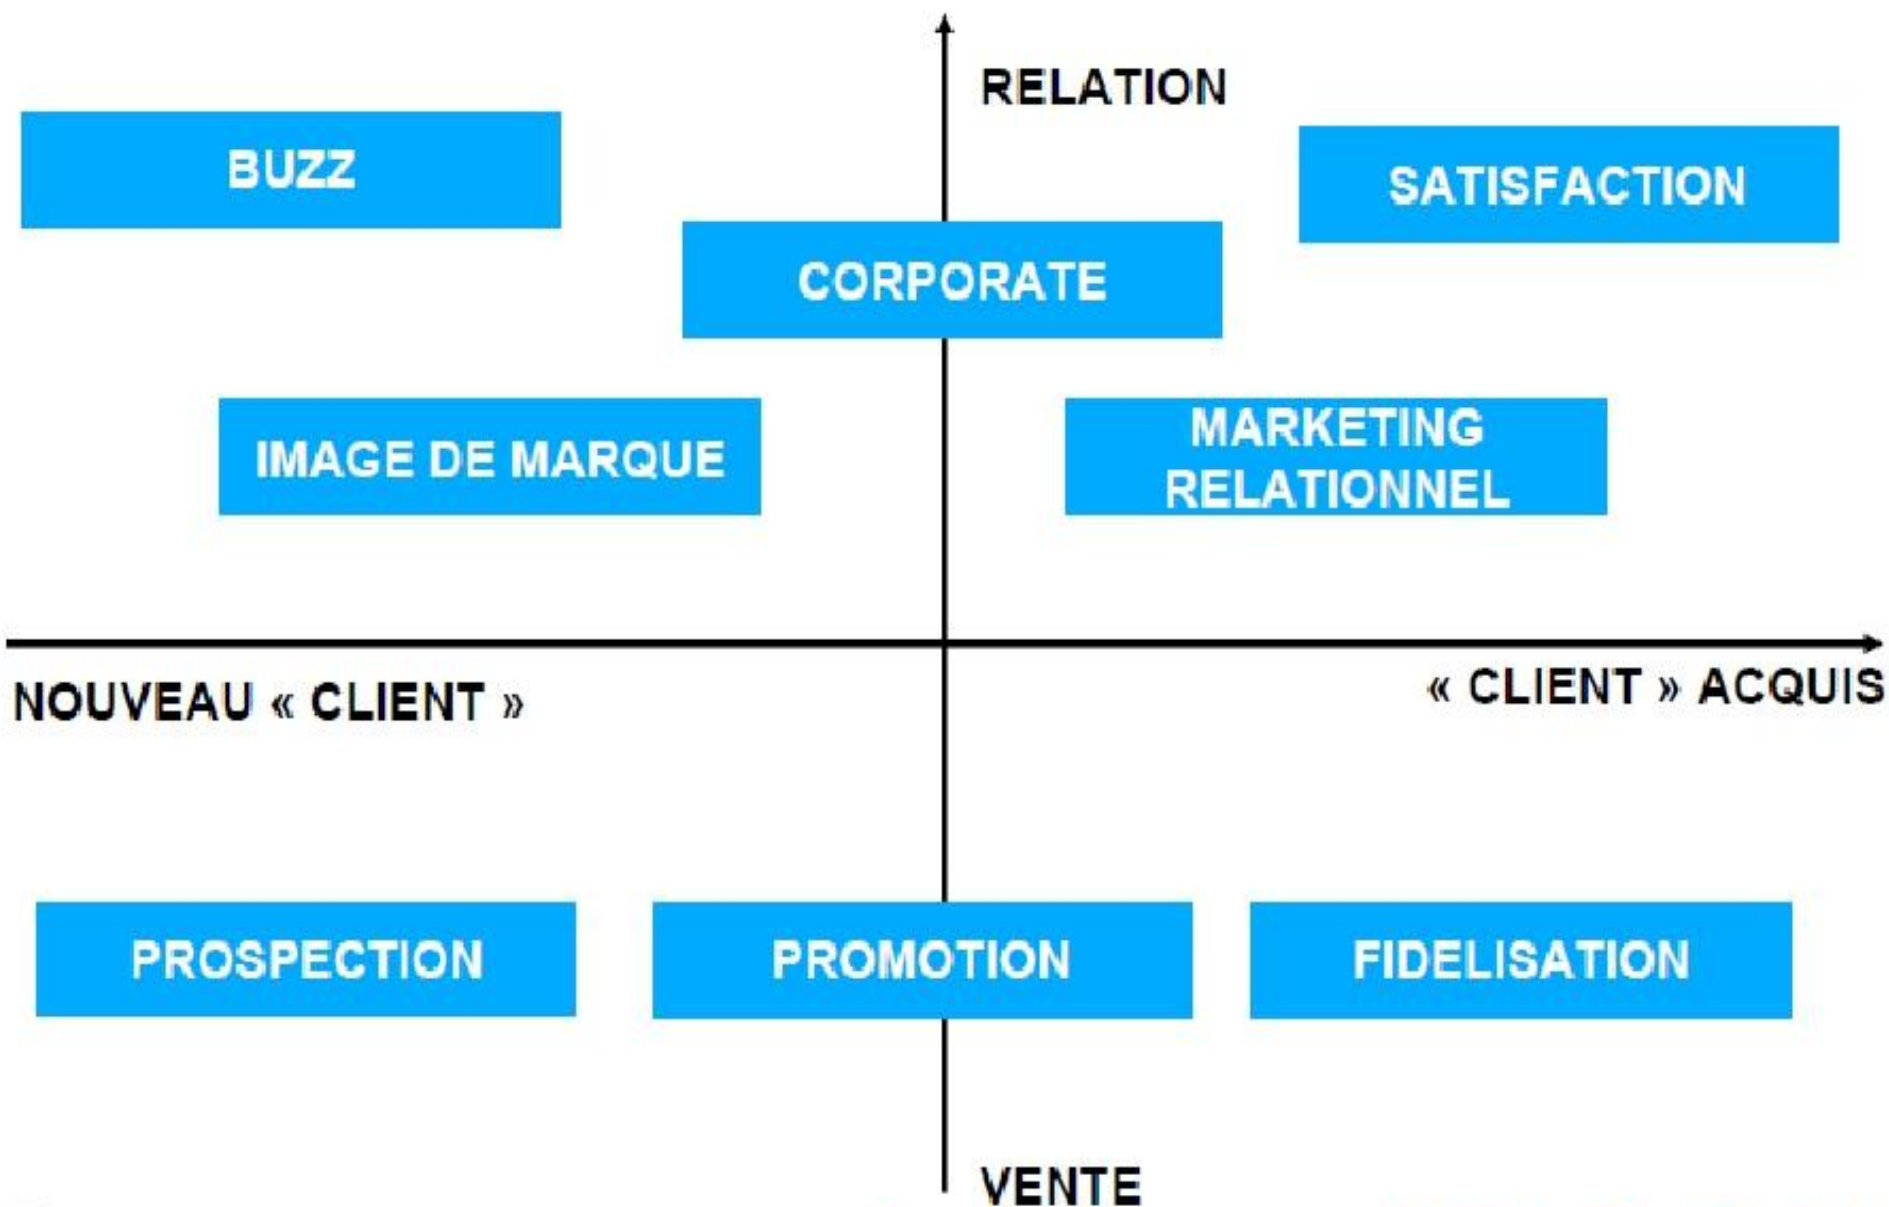 RELATION
BUZZ
SATISFACTION
CORPORATE
IMAGE DE MARQUE
MARKETING
RELATIONNEL
NOUVEAU « CLIENT »
« CLIENT » ACQUIS
PROSPECTION
PROMOTION
FIDELISATION
VENTE